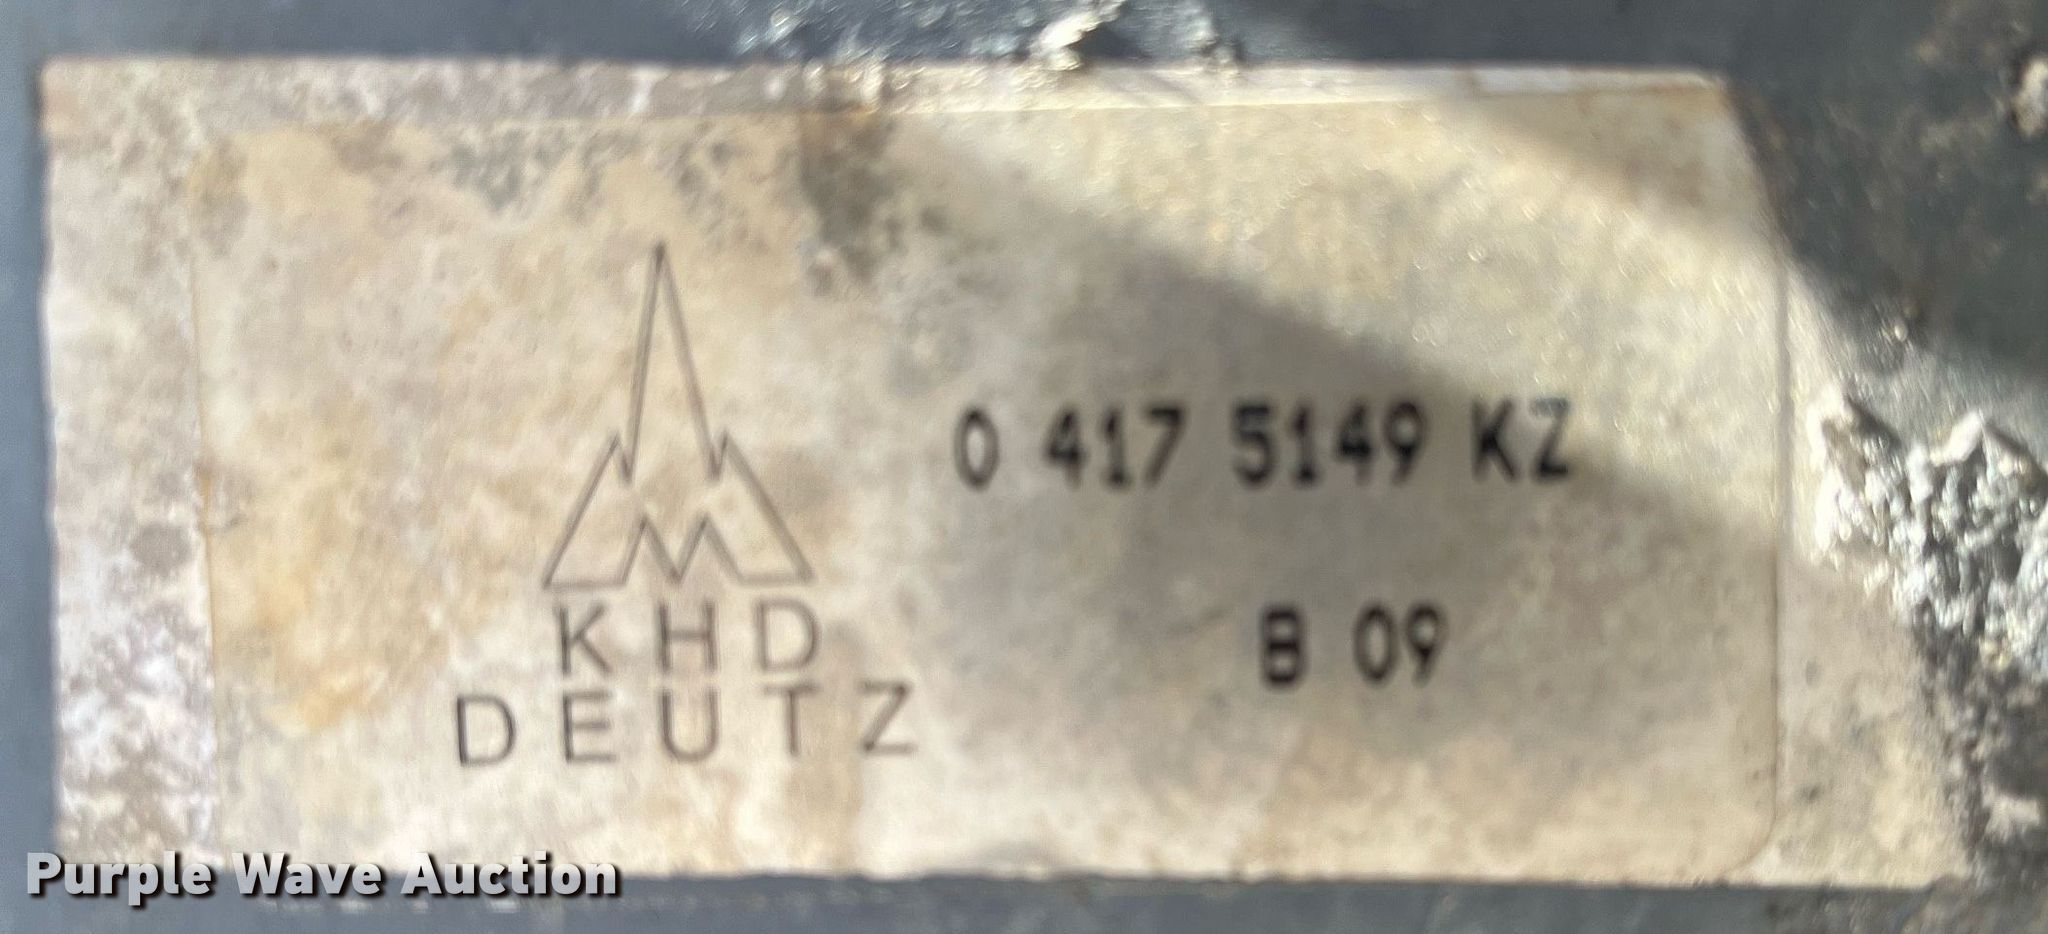 0 417 5149 KZ
B 09
KHD
DEUTZ
Purple Wave Auction